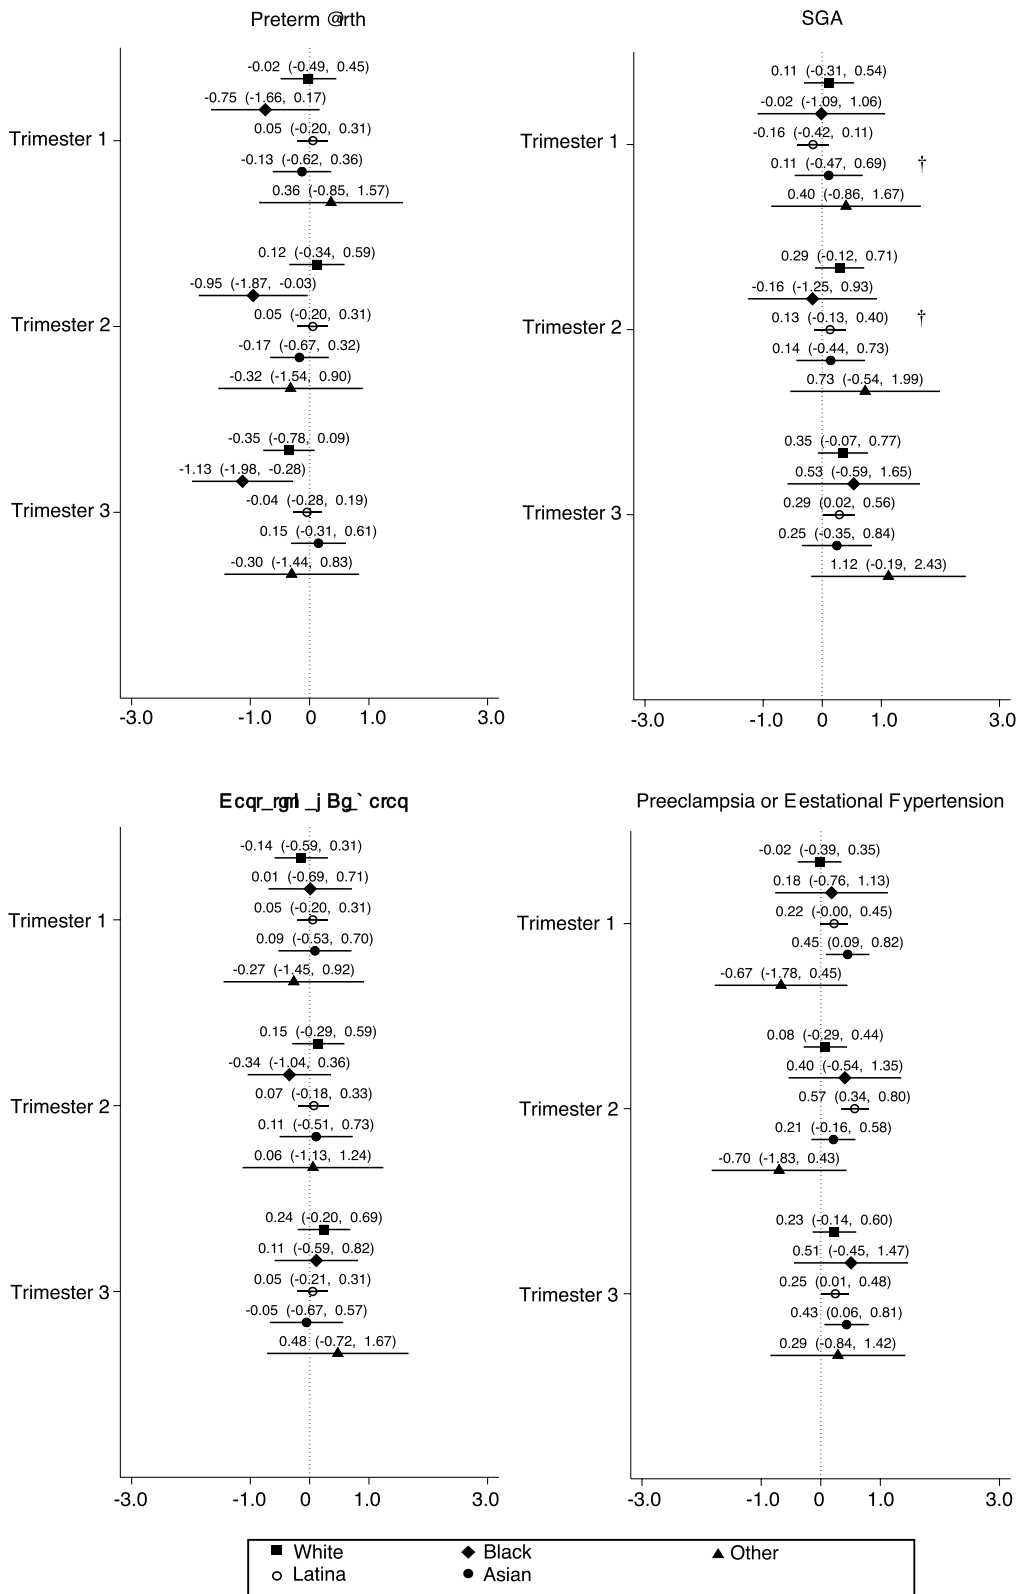 Preterm @rth
-0.02 (-0.49, 0.45)
-0.75 (-1.66, 0.17)
Trimester 1
0.05 (-0.20, 0.31)
-0.13 (-0.62, 0.36)
0.36 (-0.85, 1.57)
0.12 (-0.34, 0.59)
-0.95 (-1.87, -0.03)
Trimester 2
0.05 (-0.20, 0.31)
-0.17 (-0.67, 0.32)
-0.32 (-1.54, 0.90)
-0.35 (-0.78, 0.09)
-1.13 (-1.98, -0.28)
Trimester 3
-0.04 (-0.28, 0.19)
0.15 (-0.31, 0.61)
-0.30 (-1.44, 0.83)
-3.0 -1.0 0 1.0 3.0
SGA
0.11 (-0.31, 0.54)
-0.02 (-1.09, 1.06)
Trimester 1
-0.16 (-0.42, 0.11)
0.11 (-0.47, 0.69) †
0.40 (-0.86, 1.67)
0.29 (-0.12, 0.71)
-0.16 (-1.25, 0.93)
Trimester 2
0.13 (-0.13, 0.40) †
0.14 (-0.44, 0.73)
0.73 (-0.54, 1.99)
0.35 (-0.07, 0.77)
0.53 (-0.59, 1.65)
Trimester 3
0.29 (0.02, 0.56)
0.25 (-0.35, 0.84)
1.12 (-0.19, 2.43)
-3.0 -1.0 0 1.0 3.0
Ecqr_rgml_j Bg_`crcq
-0.14 (-0.59, 0.31)
0.01 (-0.69, 0.71)
Trimester 1
0.05 (-0.20, 0.31)
0.09 (-0.53, 0.70)
-0.27 (-1.45, 0.92)
0.15 (-0.29, 0.59)
-0.34 (-1.04, 0.36)
Trimester 2
0.07 (-0.18, 0.33)
0.11 (-0.51, 0.73)
0.06 (-1.13, 1.24)
0.24 (-0.20, 0.69)
0.11 (-0.59, 0.82)
Trimester 3
0.05 (-0.21, 0.31)
-0.05 (-0.67, 0.57)
0.48 (-0.72, 1.67)
-3.0 -1.0 0 1.0 3.0
Preeclampsia or Eestational Fypertension
-0.02 (-0.39, 0.35)
0.18 (-0.76, 1.13)
Trimester 1
0.22 (-0.00, 0.45)
0.45 (0.09, 0.82)
-0.67 (-1.78, 0.45)
0.08 (-0.29, 0.44)
0.40 (-0.54, 1.35)
Trimester 2
0.57 (0.34, 0.80)
0.21 (-0.16, 0.58)
-0.70 (-1.83, 0.43)
0.23 (-0.14, 0.60)
0.51 (-0.45, 1.47)
Trimester 3
0.25 (0.01, 0.48)
0.43 (0.06, 0.81)
0.29 (-0.84, 1.42)
-3.0 -1.0 0 1.0 3.0
White Black Other
Latina Asian